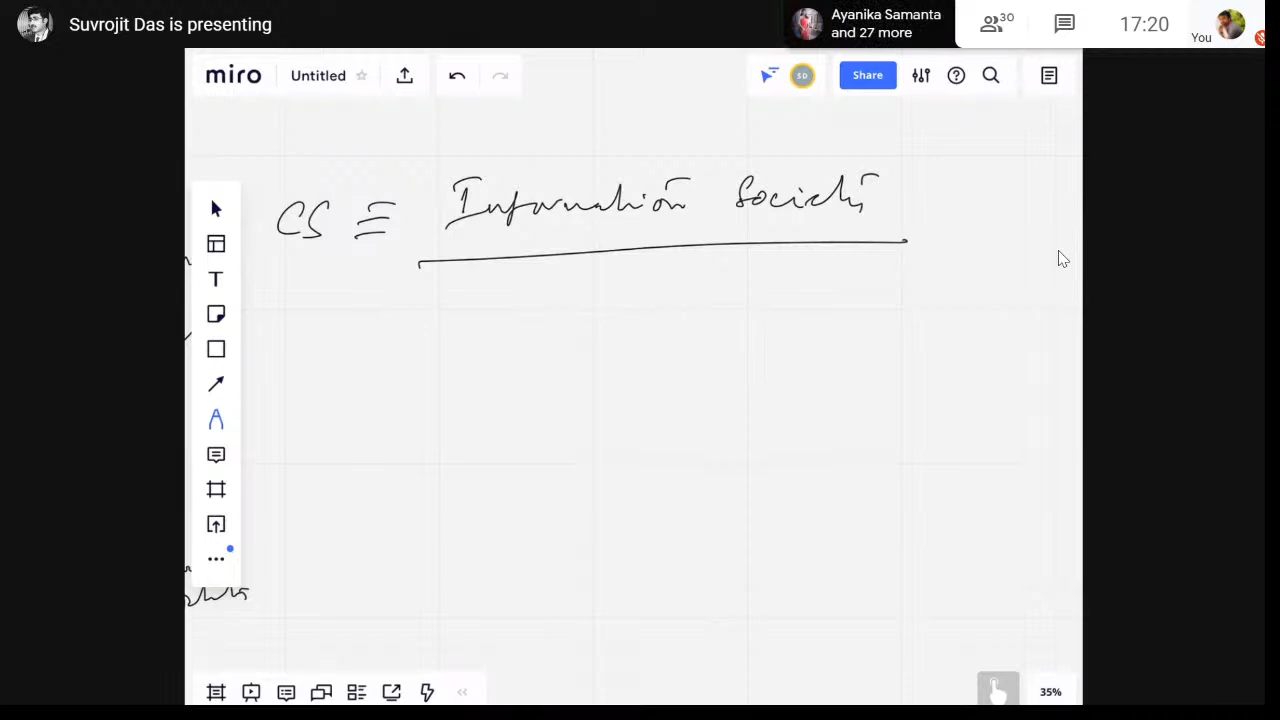 Suvrojit Das is presenting
Ayanika Samanta
and 27 more
30
17:20
You
miro
Untitled
SD
Share
CS ≡ Information Society
35%